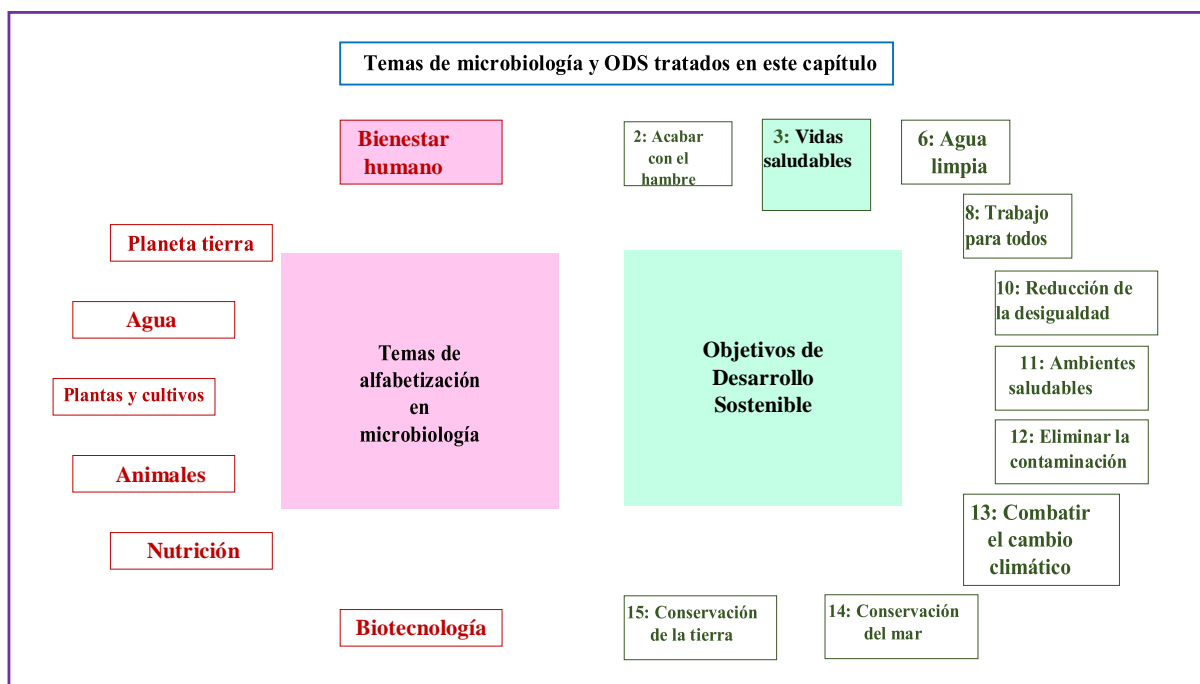 Temas de microbiología y ODS tratados en este capítulo
Bienestar
humano
Planeta tierra
Agua
Plantas y cultivos
Animales
Nutrición
Biotecnología
Temas de
alfabetización
en
microbiología
Objetivos de
Desarrollo
Sostenible
2: Acabar
con el
hambre
3: Vidas
saludables
6: Agua
limpia
8: Trabajo
para todos
10: Reducción de
la desigualdad
11: Ambientes
saludables
12: Eliminar la
contaminación
13: Combatir
el cambio
climático
14: Conservación
del mar
15: Conservación
de la tierra